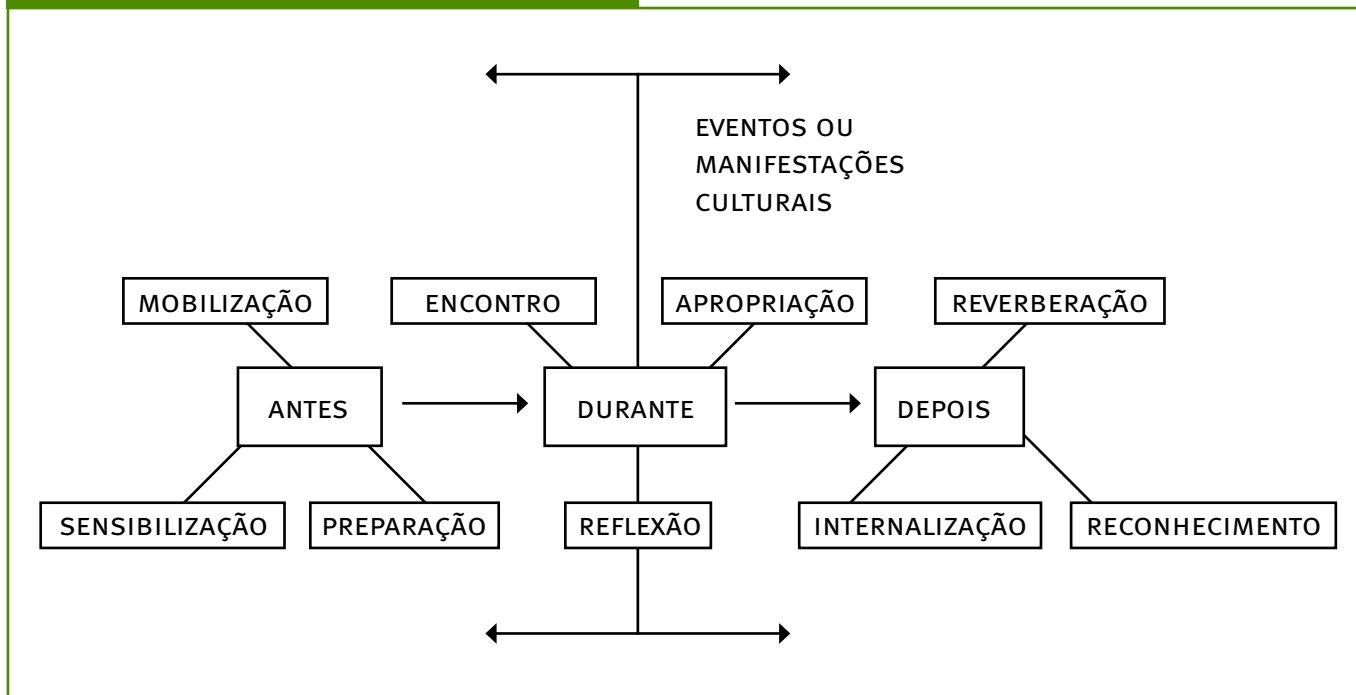 EVENTOS OU
MANIFESTAÇÕES
CULTURAIS
MOBILIZAÇÃO
ENCONTRO
APROPRIAÇÃO
REVERBERAÇÃO
ANTES
DURANTE
DEPOIS
SENSIBILIZAÇÃO
PREPARAÇÃO
REFLEXÃO
INTERNALIZAÇÃO
RECONHECIMENTO